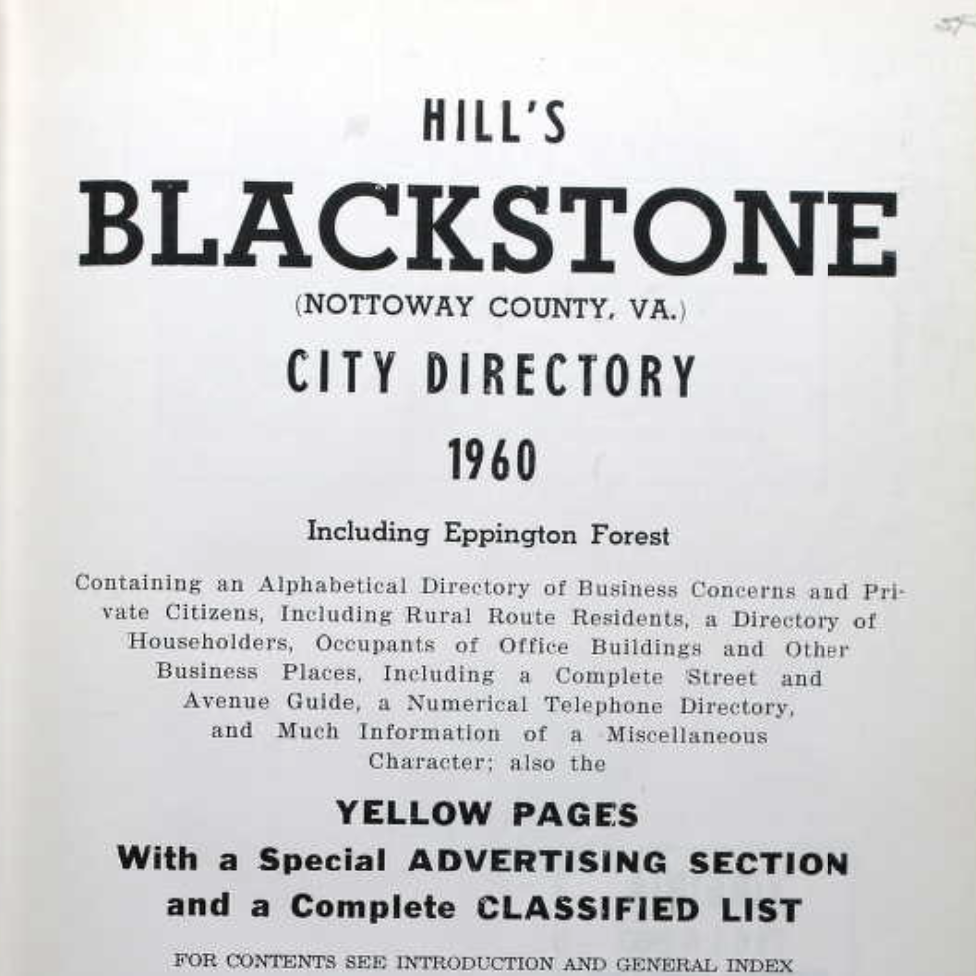 HILL'S
BLACKSTONE
(NOTTOWAY COUNTY, VA.)
CITY DIRECTORY
1960
Including Eppington Forest
Containing an Alphabetical Directory of Business Concerns and Pri-
vate Citizens, Including Rural Route Residents, a Directory of
Householders, Occupants of Office Buildings and Other
Business Places, Including a Complete Street and
Avenue Guide, a Numerical Telephone Directory,
and Much Information of a Miscellaneous
Character; also the
YELLOW PAGES
With a Special ADVERTISING SECTION
and a Complete CLASSIFIED LIST
FOR CONTENTS SEE INTRODUCTION AND GENERAL INDEX